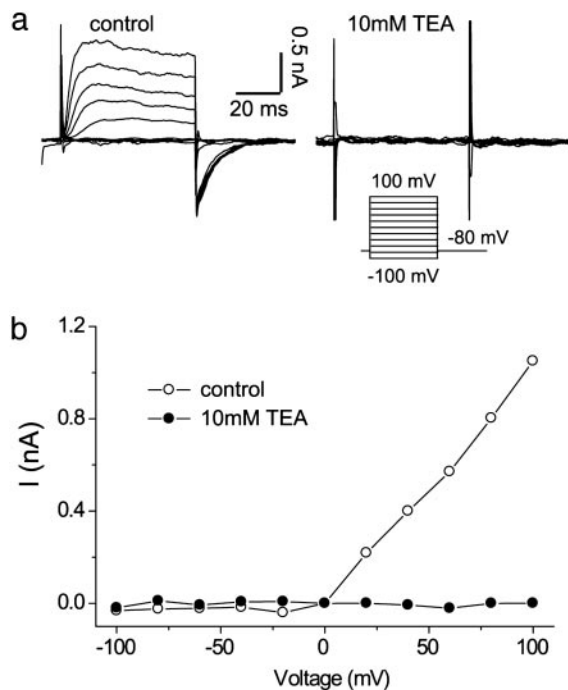 a
control
10mM TEA
0.5 nA
20 ms
100 mV
-80 mV
-100 mV
b
1.2
0.8
0.4
0.0
I (nA)
control
10mM TEA
-100 -50 0 50 100
Voltage (mV)